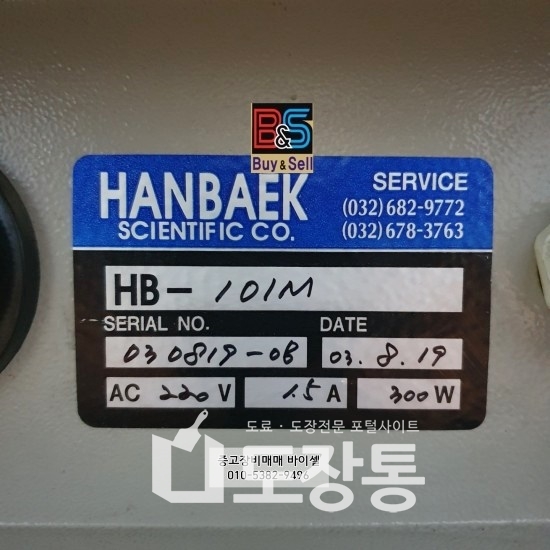 B&S
Buy & Sell
HANBAEK
SCIENTIFIC CO.
SERVICE
(032) 682-9772
(032) 678-3763
HB - 101M
SERIAL NO. DATE
030819-08 03. 8. 19
AC 220 V 1.5 A 300 W
도료 · 도장전문 포털사이트
도장통
중고장비매매 바이셀
010-5382-9496